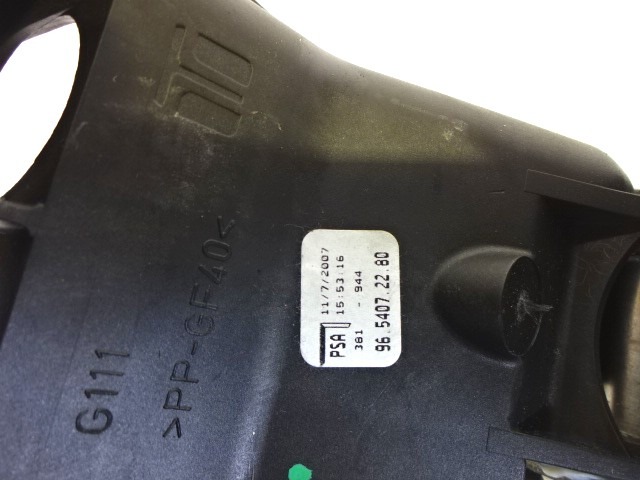 G111
>PP-GF40<
11/7/2007
15:53:16
PSA
381 - 944
96.5407.22.80